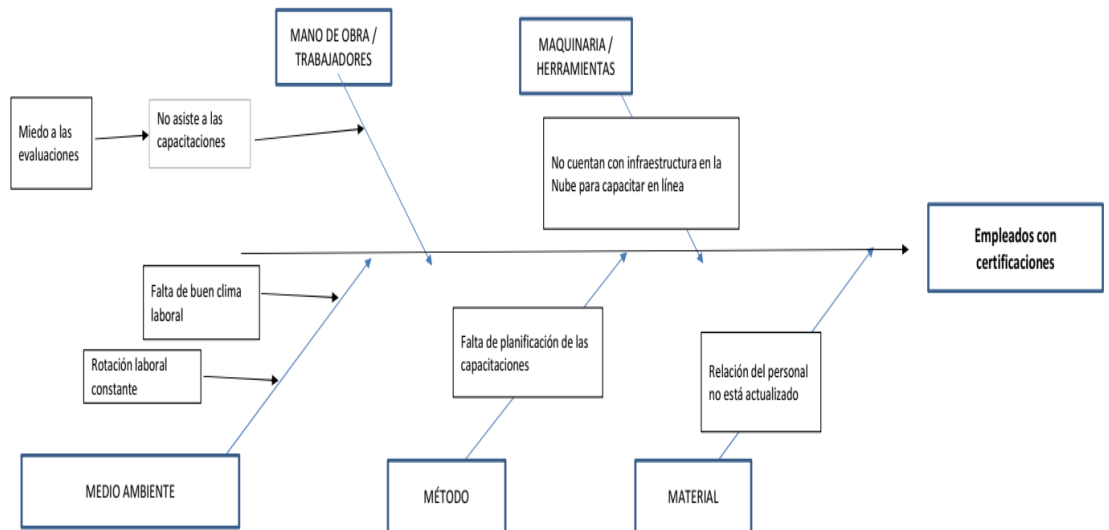 MANO DE OBRA /
TRABAJADORES
MAQUINARIA /
HERRAMIENTAS
Miedo a las
evaluaciones
No asiste a las
capacitaciones
No cuentan con infraestructura en la
Nube para capacitar en línea
Empleados con
certificaciones
Falta de buen clima
laboral
Rotación laboral
constante
Falta de planificación de las
capacitaciones
Relación del personal
no está actualizado
MEDIO AMBIENTE
MÉTODO
MATERIAL